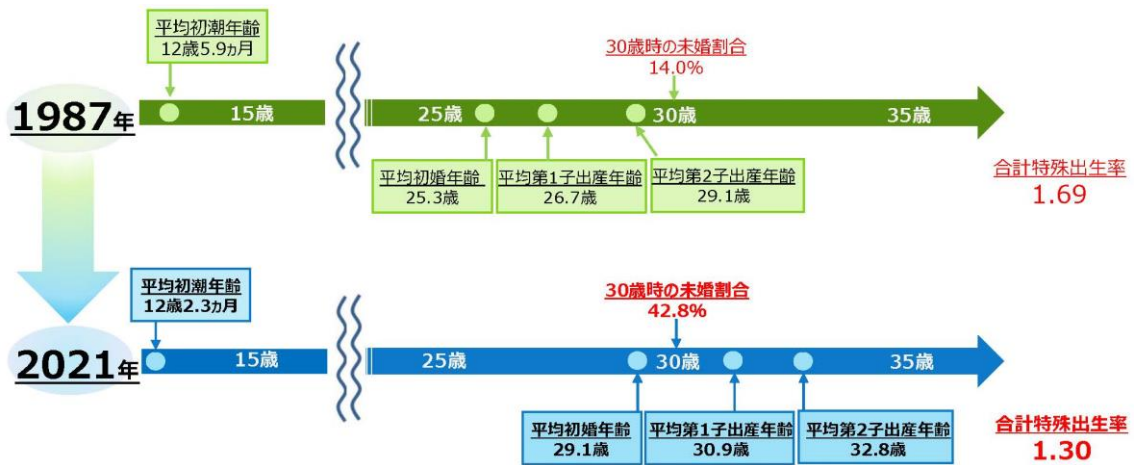 平均初潮年齢
12歳5.9ヵ月
30歳時の未婚割合
14.0%
1987年
15歳
25歳
30歳
35歳
平均初婚年齢
25.3歳
平均第1子出産年齢
26.7歳
平均第2子出産年齢
29.1歳
合計特殊出生率
1.69
平均初潮年齢
12歳2.3ヵ月
30歳時の未婚割合
42.8%
2021年
15歳
25歳
30歳
35歳
平均初婚年齢
29.1歳
平均第1子出産年齢
30.9歳
平均第2子出産年齢
32.8歳
合計特殊出生率
1.30